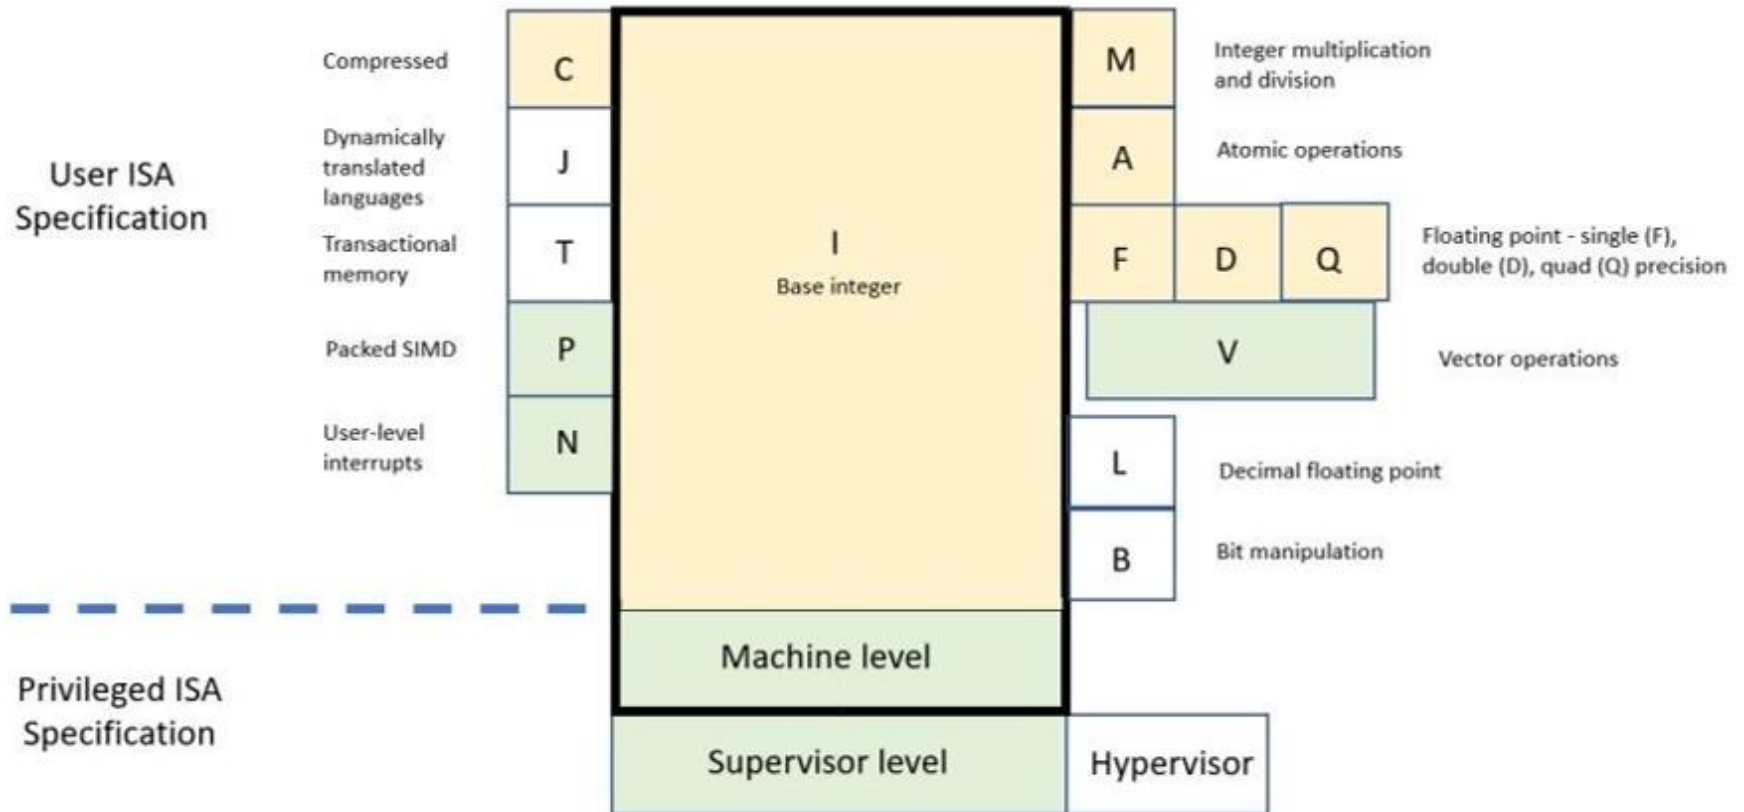 User ISA
Specification
Compressed
C
Dynamically
translated
languages
J
Transactional
memory
T
Packed SIMD
P
User-level
interrupts
N
I
Base integer
M
Integer multiplication
and division
A
Atomic operations
F
D
Q
Floating point - single (F),
double (D), quad (Q) precision
V
Vector operations
L
Decimal floating point
B
Bit manipulation
Privileged ISA
Specification
Machine level
Supervisor level
Hypervisor